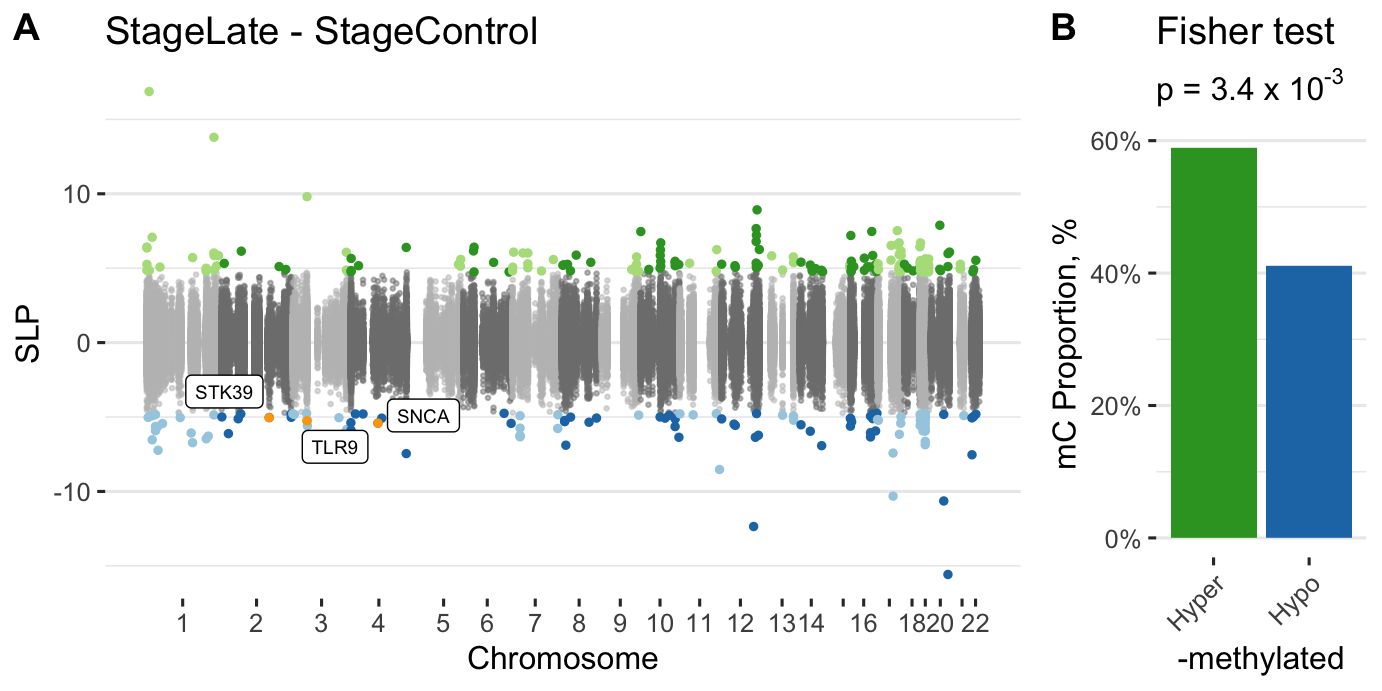 A
StageLate - StageControl
SLP
10
0
-10
STK39
TLR9
SNCA
1 2 3 4 5 6 7 8 9 10 11 12 13 14 16 18 20 22
Chromosome
B
Fisher test
p = 3.4 x 10⁻³
mC Proportion, %
60%
40%
20%
0%
Hyper
Hypo
-methylated